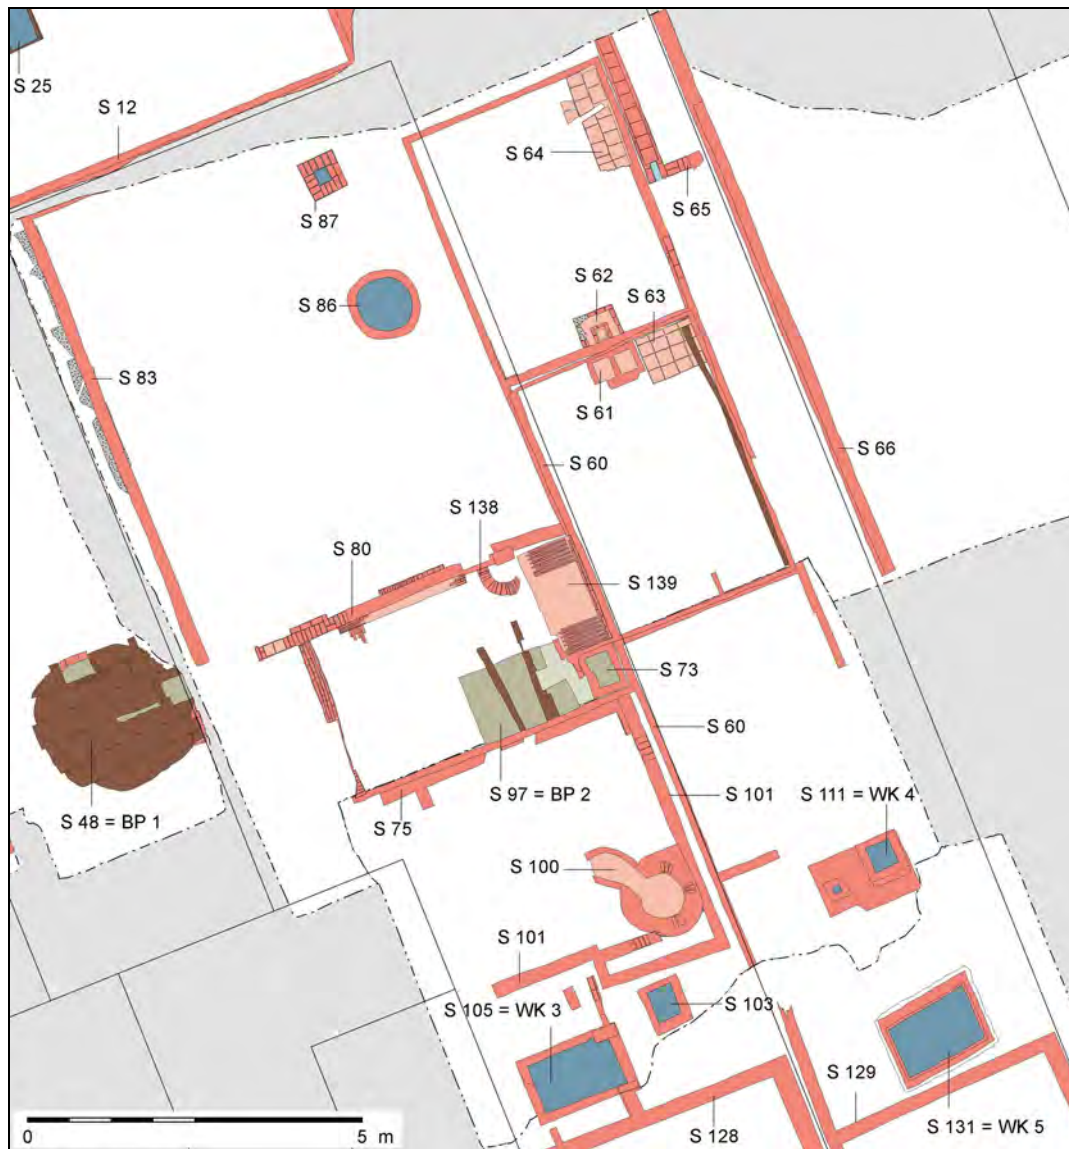 S 25
S 12
S 64
S 65
S 87
S 62
S 63
S 86
S 83
S 61
S 66
S 60
S 138
S 80
S 139
S 73
S 60
S 97 = BP 2
S 101
S 111 = WK 4
S 48 = BP 1
S 75
S 100
S 101
S 105 = WK 3
S 103
S 129
S 128
S 131 = WK 5
0 5 m